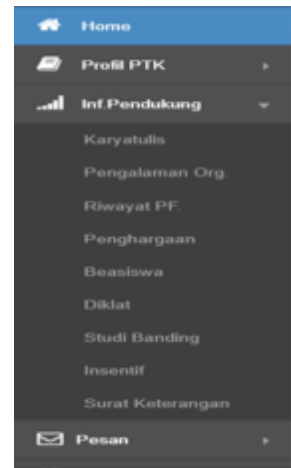 Home
Profil PTK
Inf.Pendukung
Karyatulis
Pengalaman Org.
Riwayat PF.
Penghargaan
Beasiswa
Diklat
Studi Banding
Insentif
Surat Keterangan
Pesan